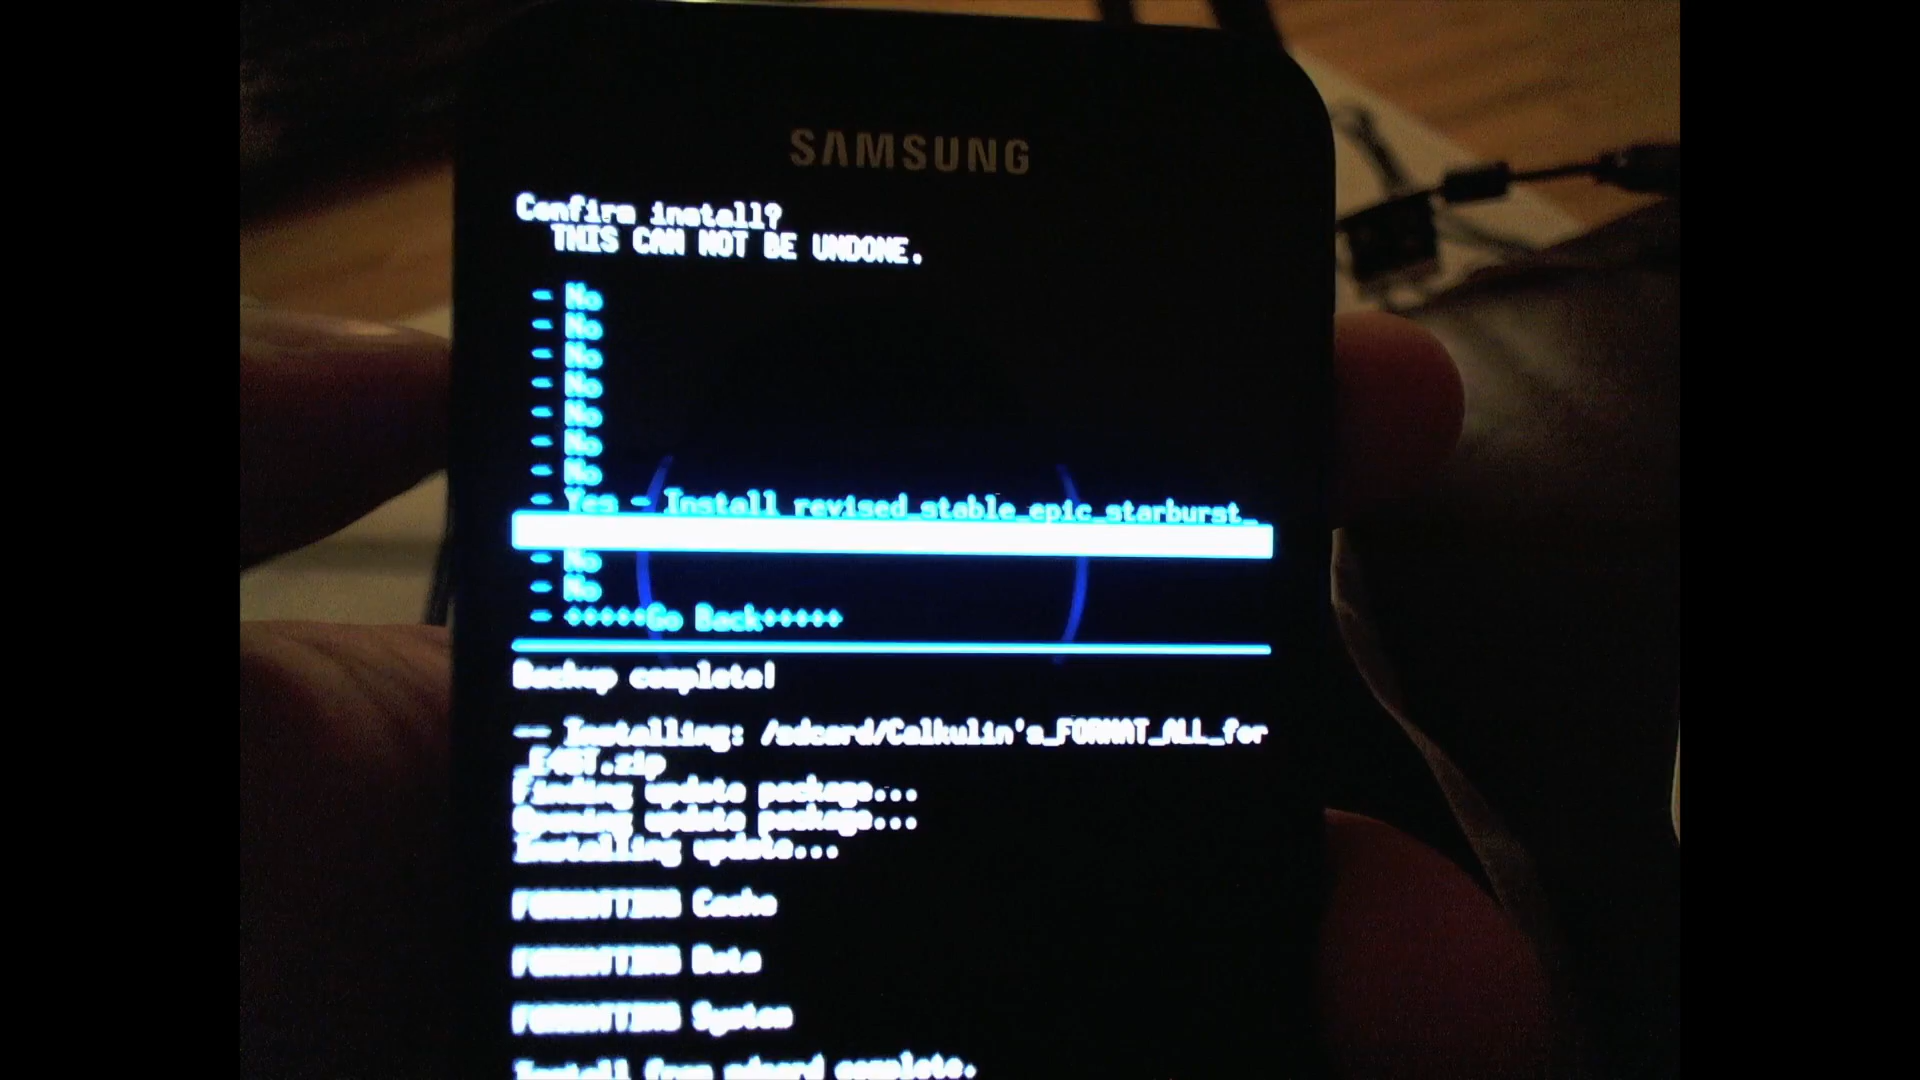 SAMSUNG
Confirm install?
THIS CAN NOT BE UNDONE.
- No
- No
- No
- No
- No
- No
- No
- Yes - Install revised_stable_epic_starburst_
- No
- No
- +++++Go Back+++++
Backup complete!
-- Installing: /sdcard/Calkulin's_FORMAT_ALL_for
_E4GT.zip
Finding update package...
Opening update package...
Installing update...
FORMATTING Cache
FORMATTING Data
FORMATTING System
Install from sdcard complete.